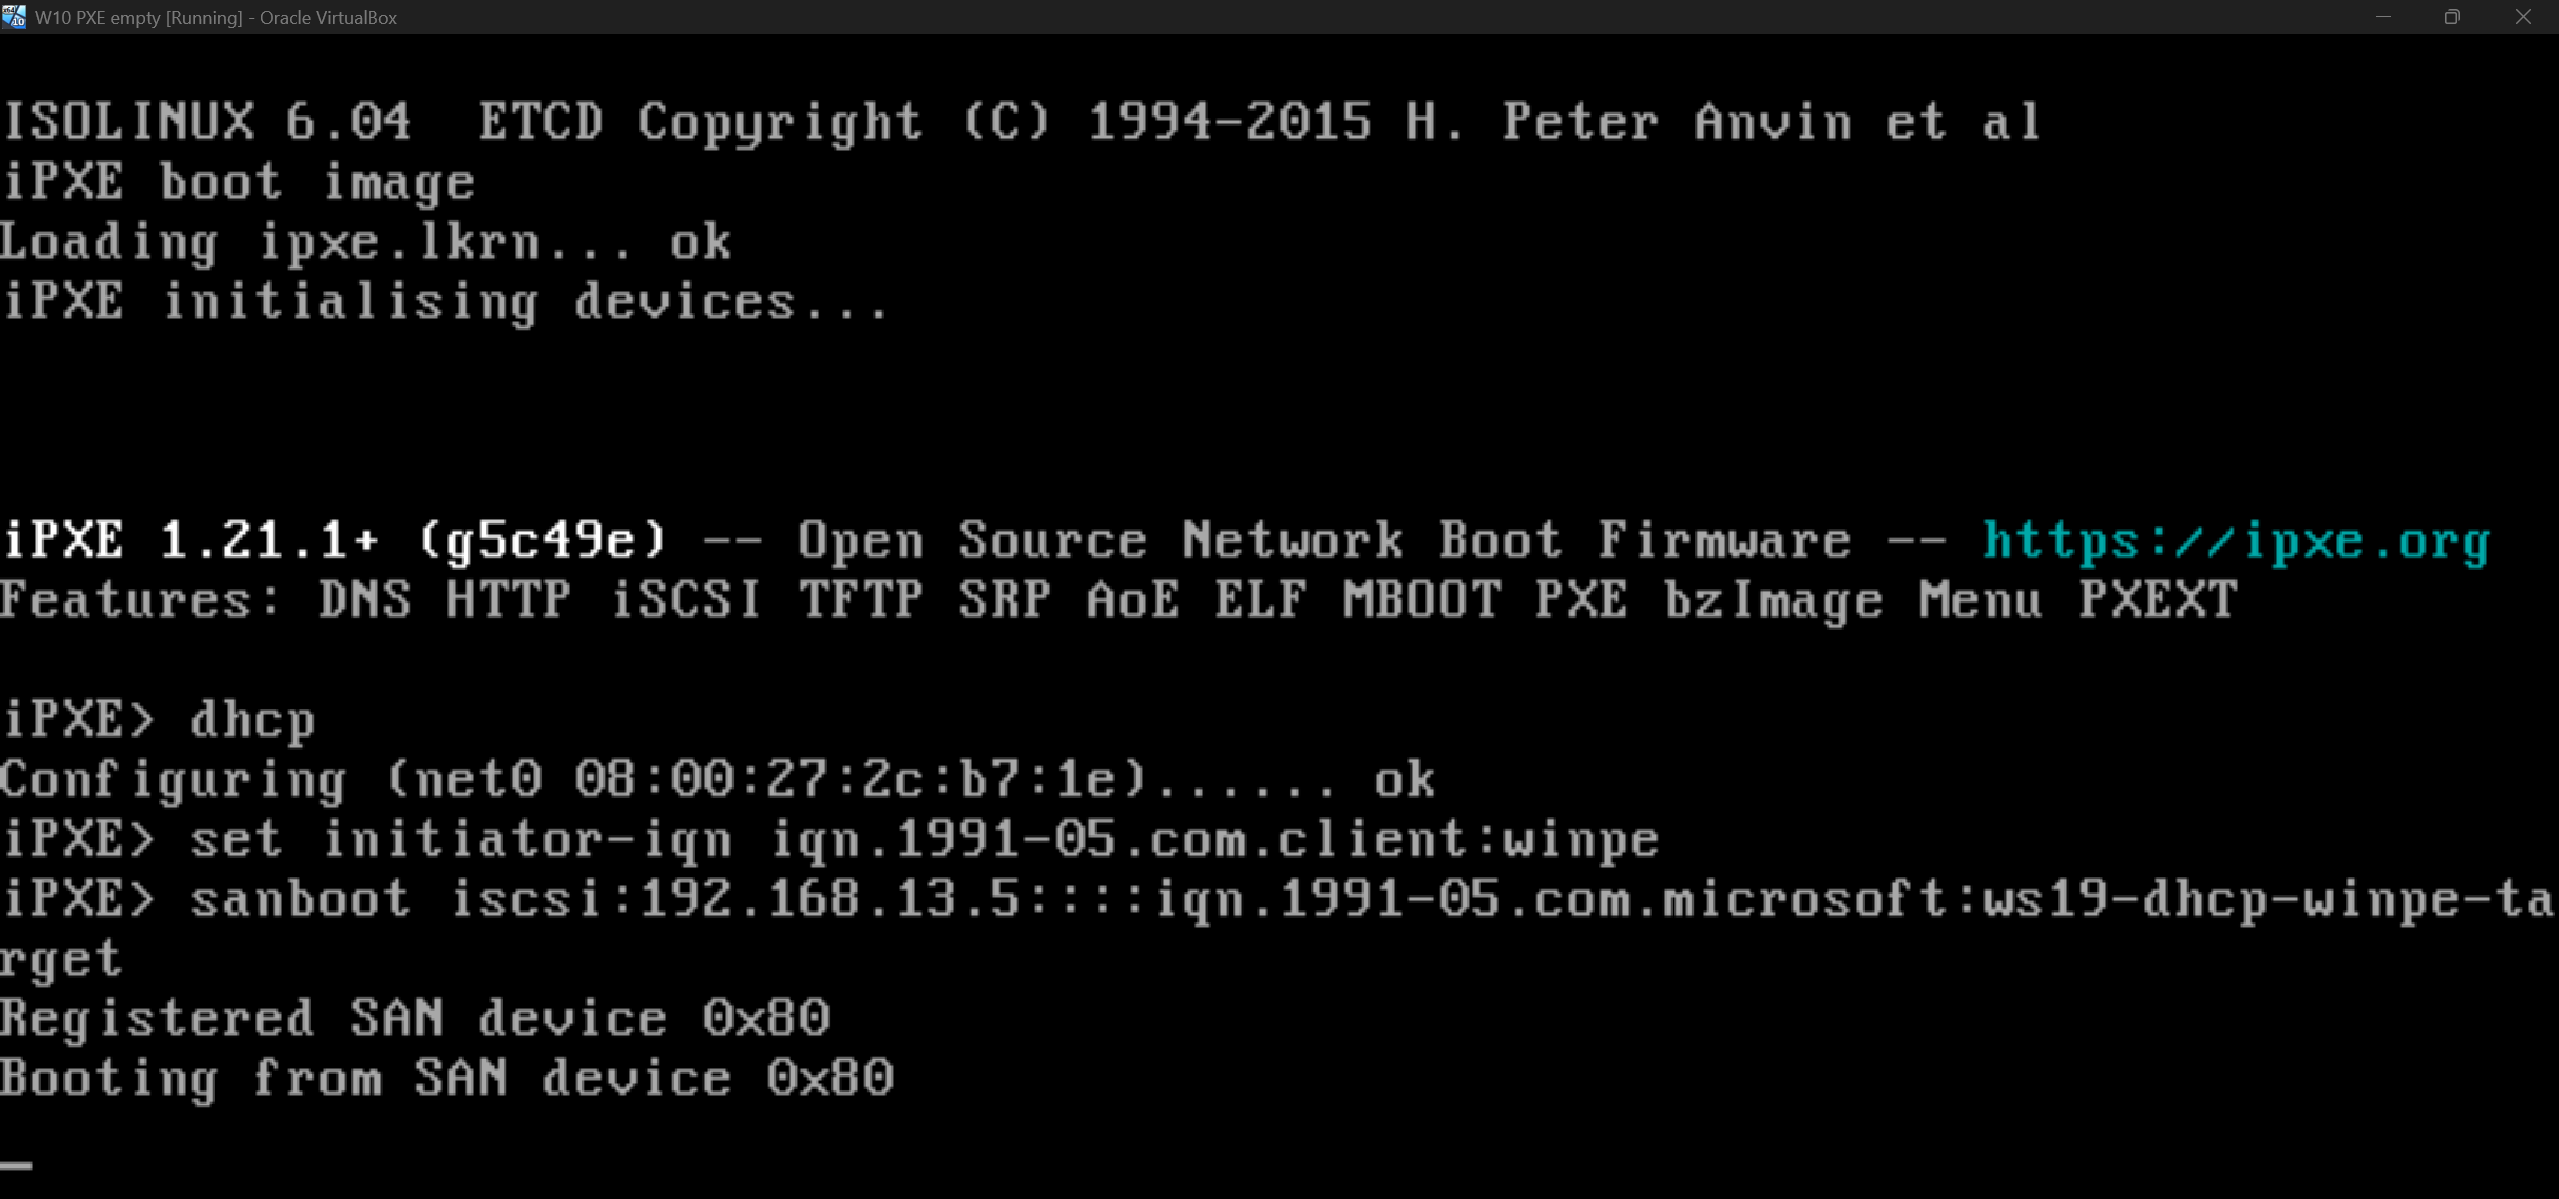 W10 PXE empty [Running] - Oracle VirtualBox
ISOLINUX 6.04  ETCD Copyright (C) 1994-2015 H. Peter Anvin et al
iPXE boot image
Loading ipxe.lkrn... ok
iPXE initialising devices...
iPXE 1.21.1+ (g5c49e) -- Open Source Network Boot Firmware -- https://ipxe.org
Features: DNS HTTP iSCSI TFTP SRP AoE ELF MBOOT PXE bzImage Menu PXEXT
iPXE> dhcp
Configuring (net0 08:00:27:2c:b7:1e)...... ok
iPXE> set initiator-iqn iqn.1991-05.com.client:winpe
iPXE> sanboot iscsi:192.168.13.5::::iqn.1991-05.com.microsoft:ws19-dhcp-winpe-ta
rget
Registered SAN device 0x80
Booting from SAN device 0x80